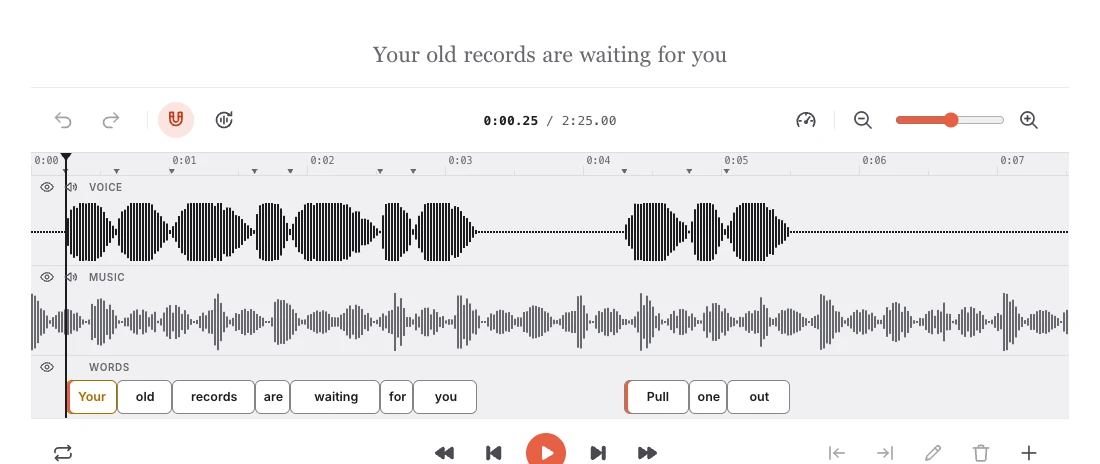 Your old records are waiting for you
0:00.25 / 2:25.00
0:00 0:01 0:02 0:03 0:04 0:05 0:06 0:07
VOICE
MUSIC
WORDS
Your old records are waiting for you Pull one out